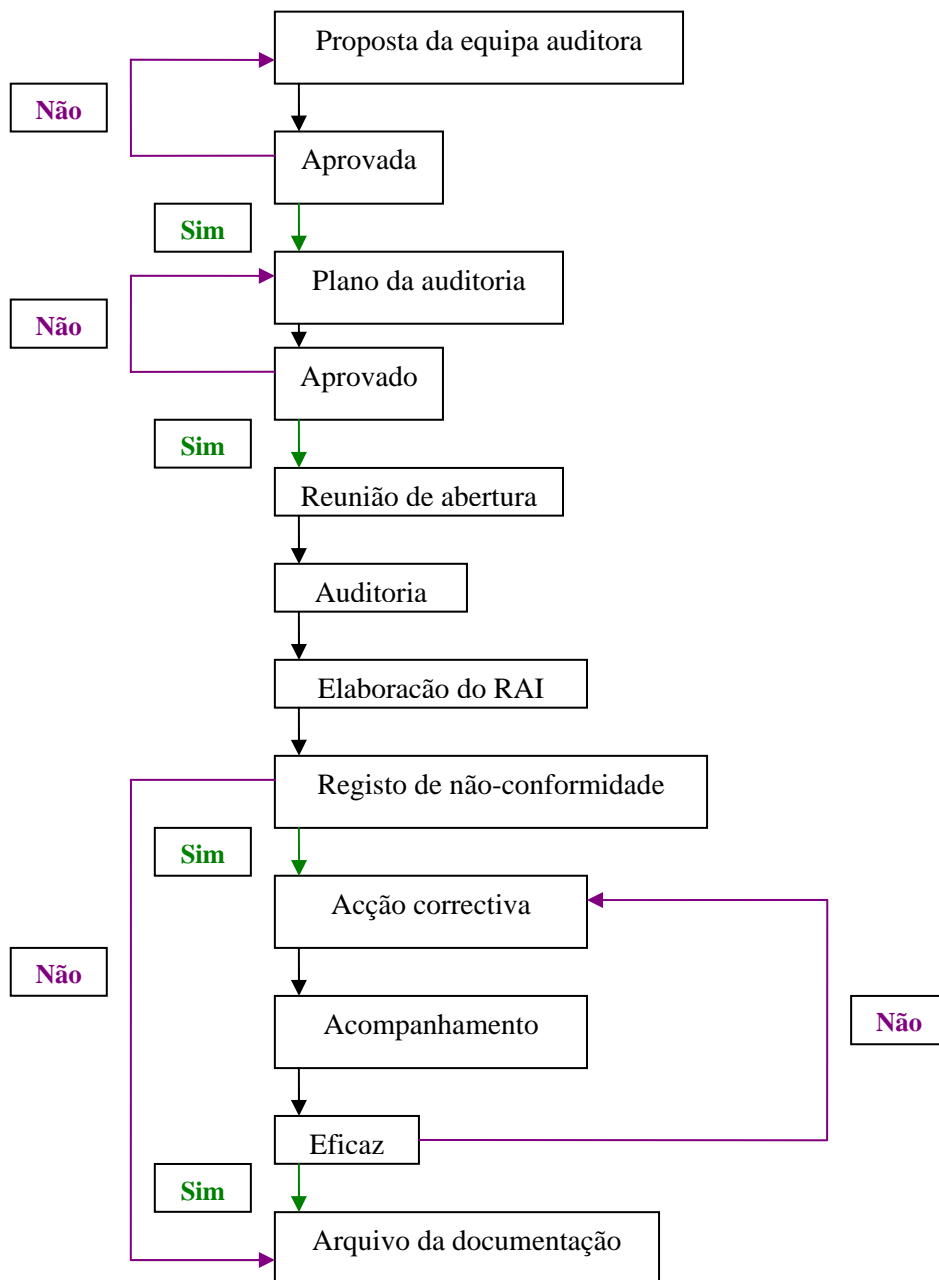 Proposta da equipa auditora
Não
Aprovada
Sim
Plano da auditoria
Não
Aprovado
Sim
Reunião de abertura
Auditoria
Elaboracão do RAI
Registo de não-conformidade
Sim
Acção correctiva
Não
Acompanhamento
Não
Eficaz
Sim
Arquivo da documentação